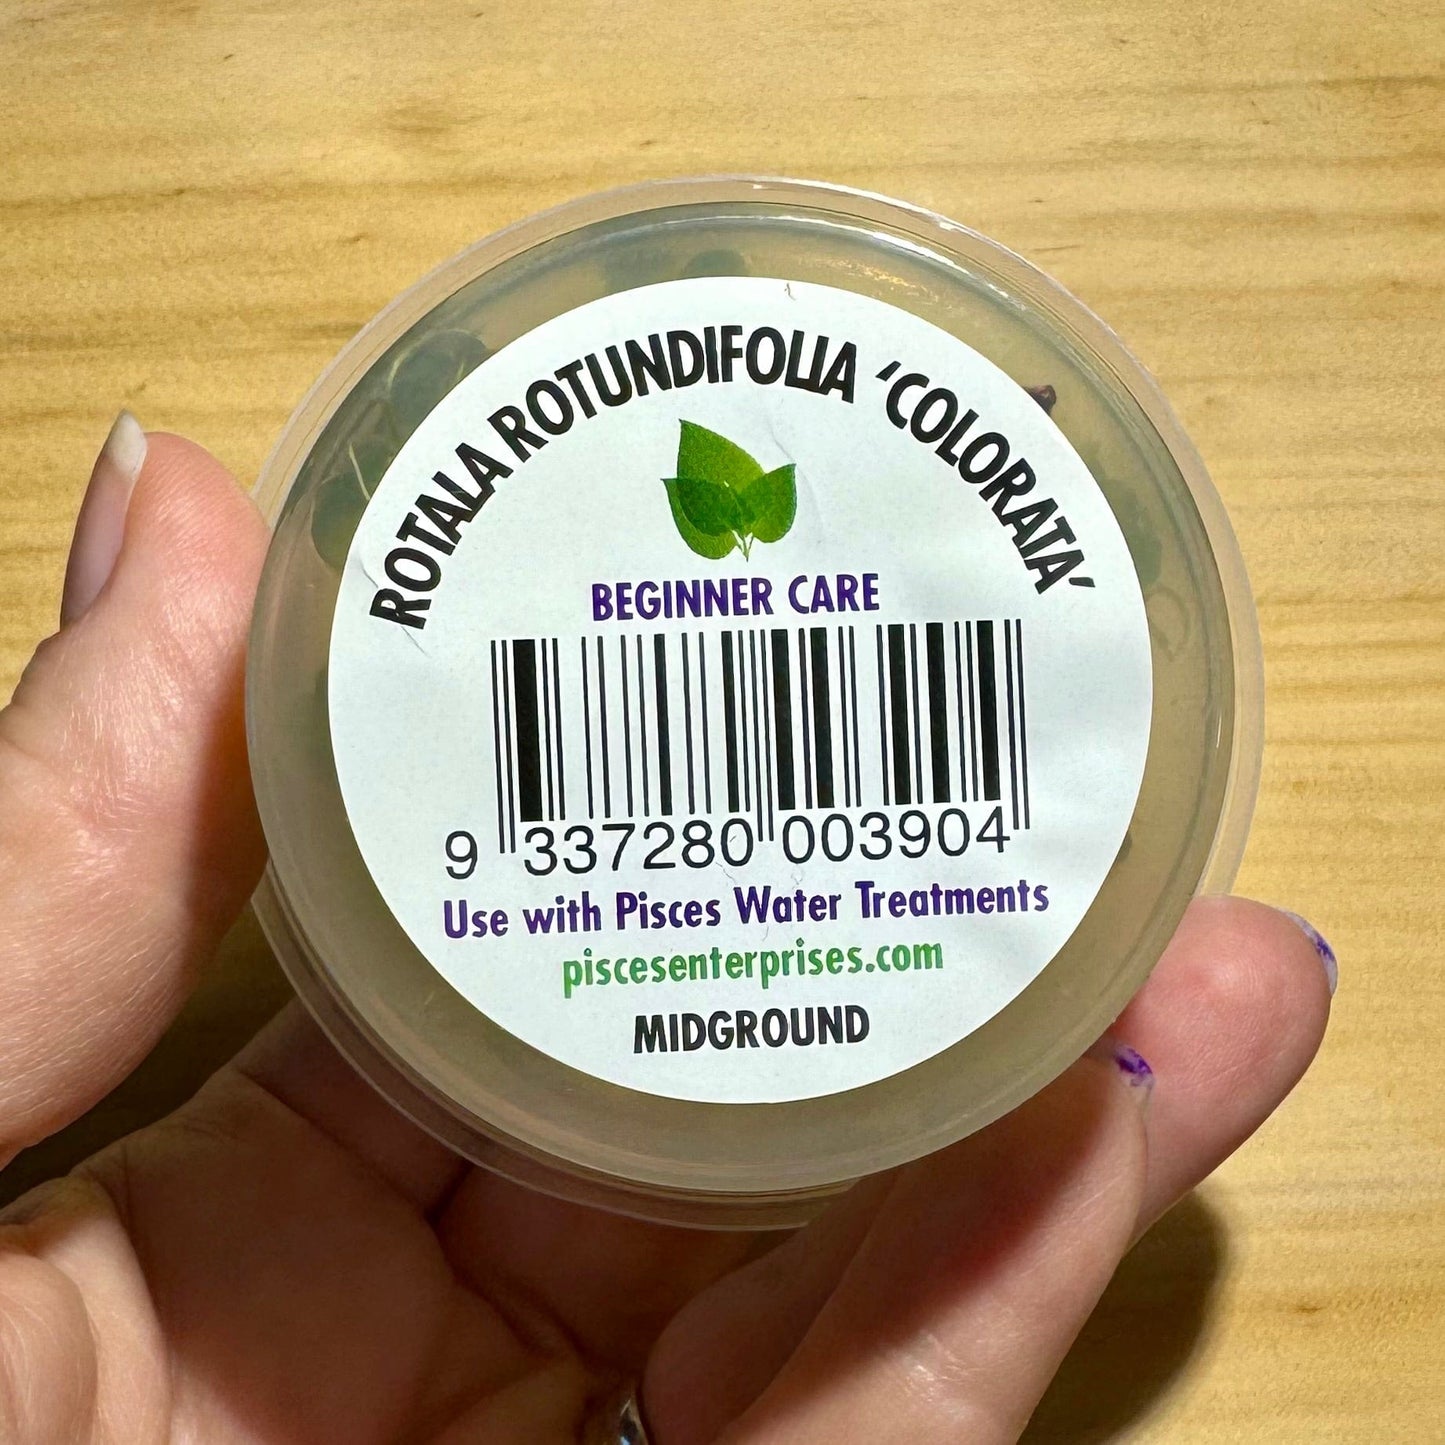 ROTALA ROTUNDIFOLIA 'COLORATA'
BEGINNER CARE
9 337280 003904
Use with Pisces Water Treatments
piscesenterprises.com
MIDGROUND